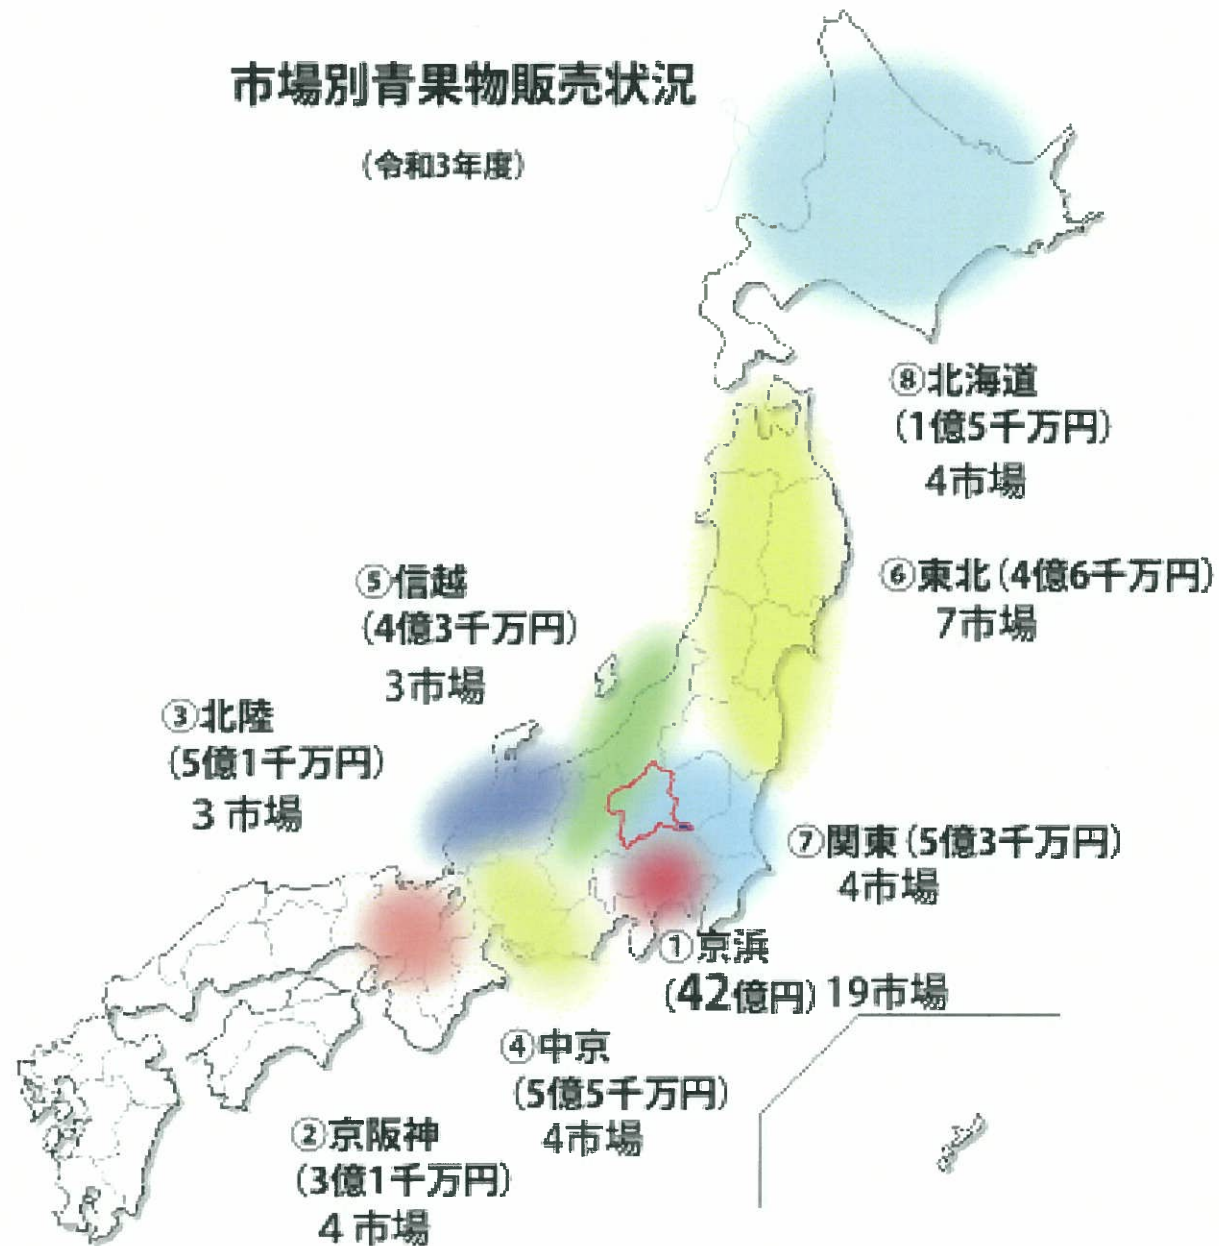 市場別青果物販売状況
（令和3年度）
⑧北海道
（1億5千万円）
4市場
⑤信越
（4億3千万円）
3市場
⑥東北（4億6千万円）
7市場
③北陸
（5億1千万円）
3 市場
⑦関東（5億3千万円）
4市場
①京浜
（42億円）19市場
④中京
（5億5千万円）
4市場
②京阪神
（3億1千万円）
4 市場